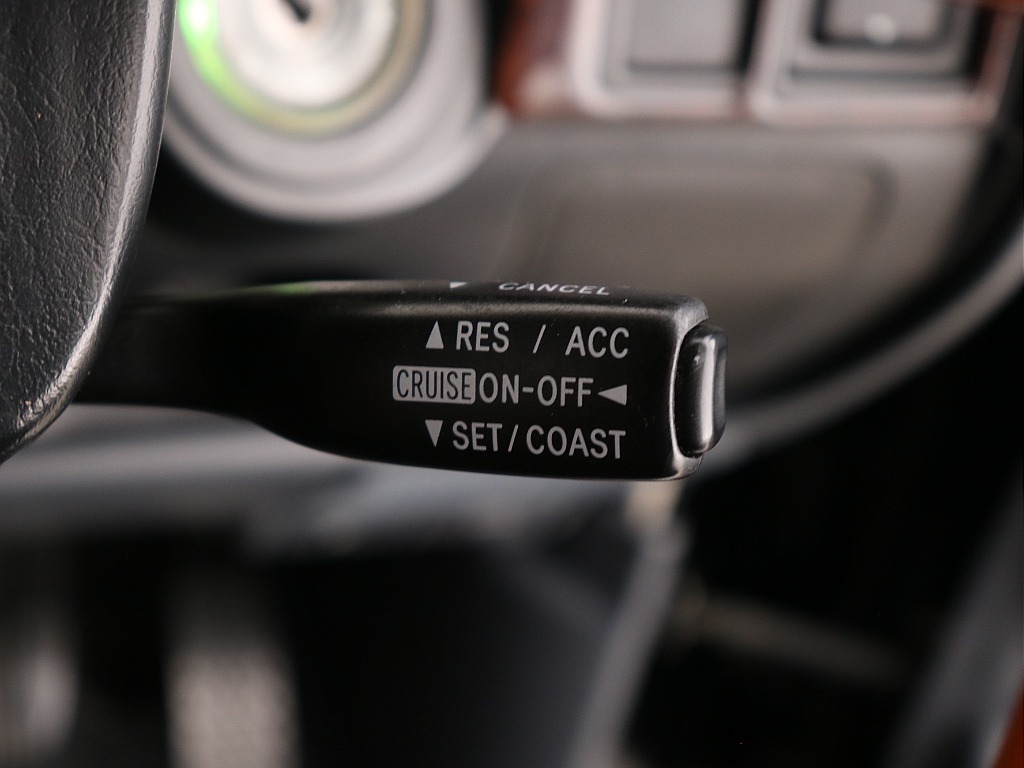 ▼ CANCEL
▲ RES / ACC
CRUISE ON-OFF ◀
▼ SET/COAST